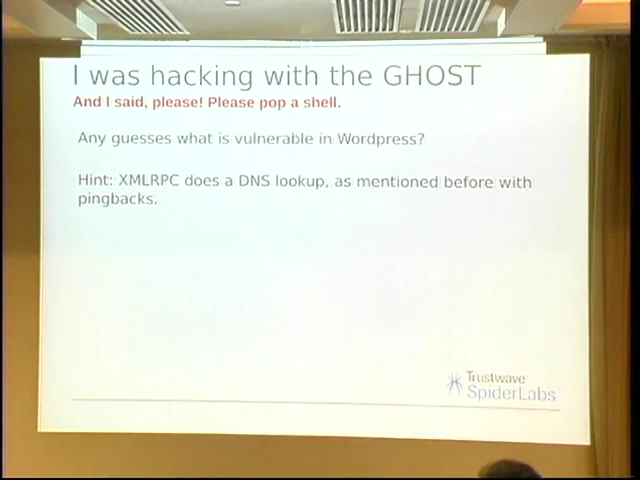 I was hacking with the GHOST
And I said, please! Please pop a shell.
Any guesses what is vulnerable in Wordpress?
Hint: XMLRPC does a DNS lookup, as mentioned before with
pingbacks.
Trustwave
SpiderLabs